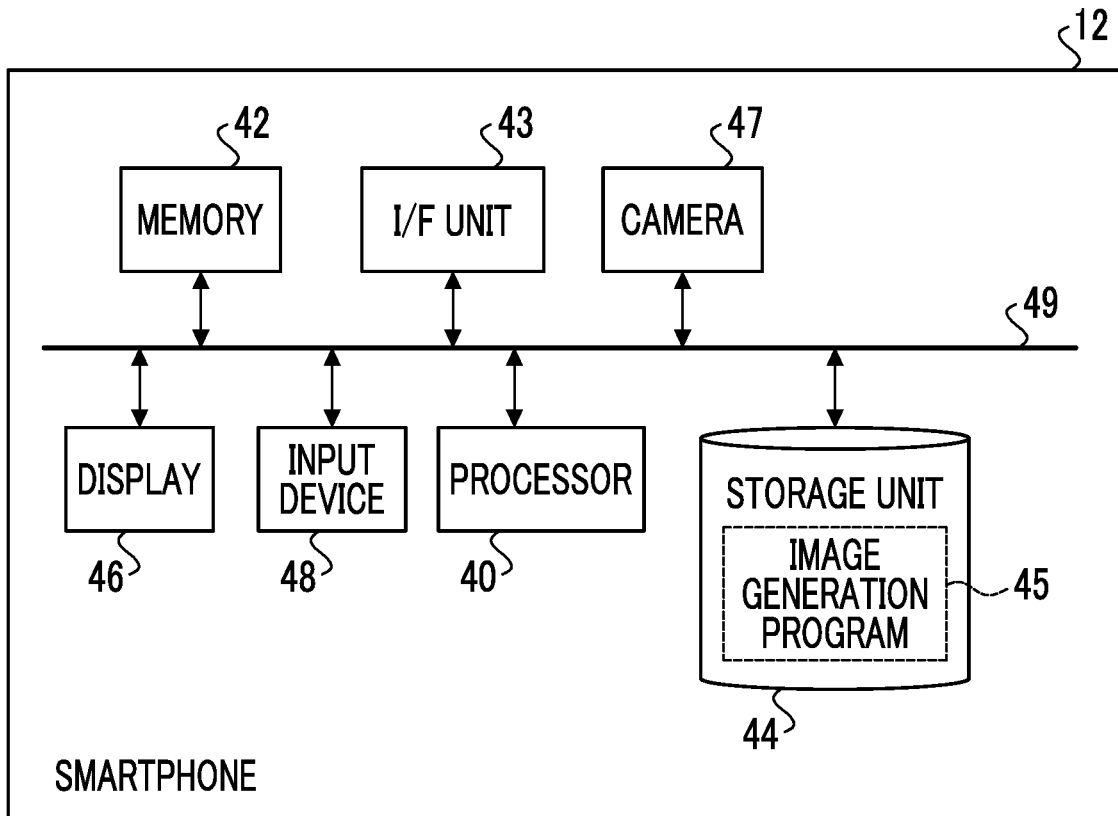 12
42
43
47
MEMORY
I/F UNIT
CAMERA
49
DISPLAY
INPUT
DEVICE
PROCESSOR
STORAGE UNIT
IMAGE
GENERATION
PROGRAM
45
46
48
40
44
SMARTPHONE